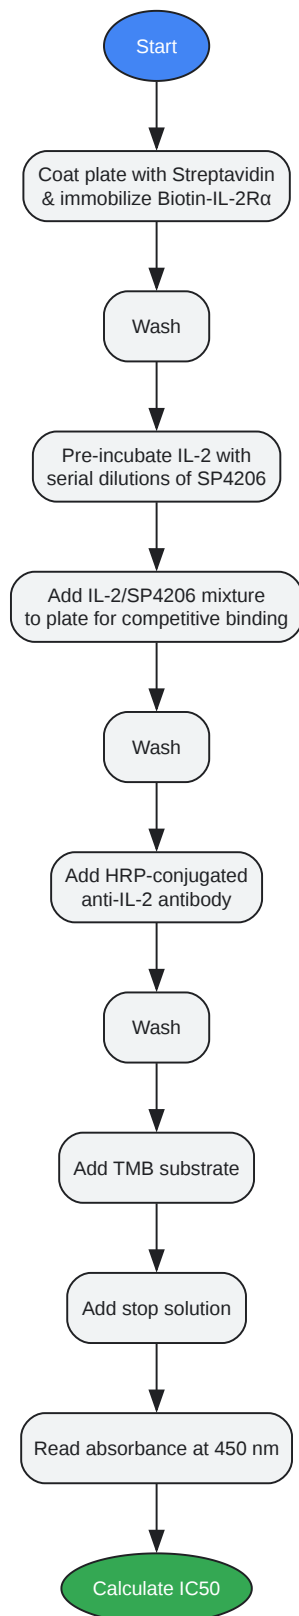 Start
Coat plate with Streptavidin
& immobilize Biotin-IL-2Rα
Wash
Pre-incubate IL-2 with
serial dilutions of SP4206
Add IL-2/SP4206 mixture
to plate for competitive binding
Wash
Add HRP-conjugated
anti-IL-2 antibody
Wash
Add TMB substrate
Add stop solution
Read absorbance at 450 nm
Calculate IC50